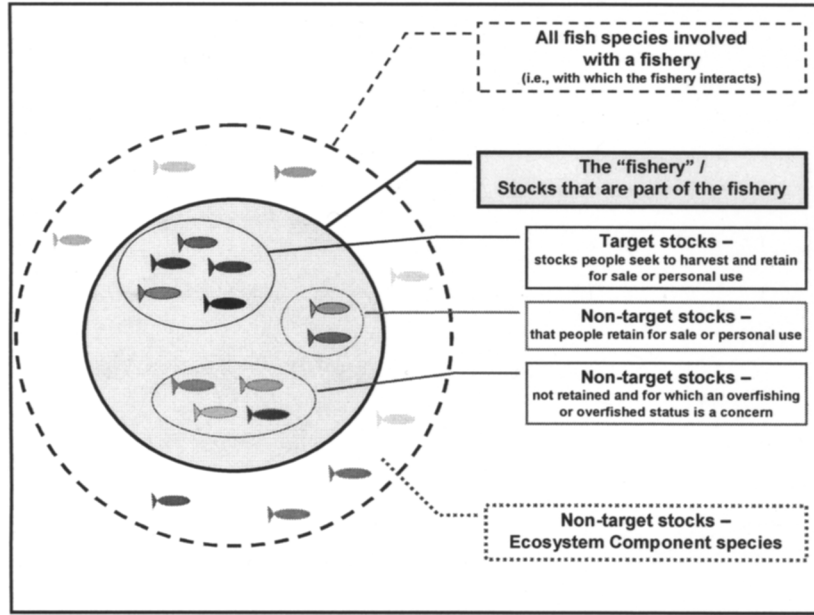 All fish species involved
with a fishery
(i.e., with which the fishery interacts)
The “fishery” /
Stocks that are part of the fishery
Target stocks –
stocks people seek to harvest and retain
for sale or personal use
Non-target stocks –
that people retain for sale or personal use
Non-target stocks –
not retained and for which an overfishing
or overfished status is a concern
Non-target stocks –
Ecosystem Component species